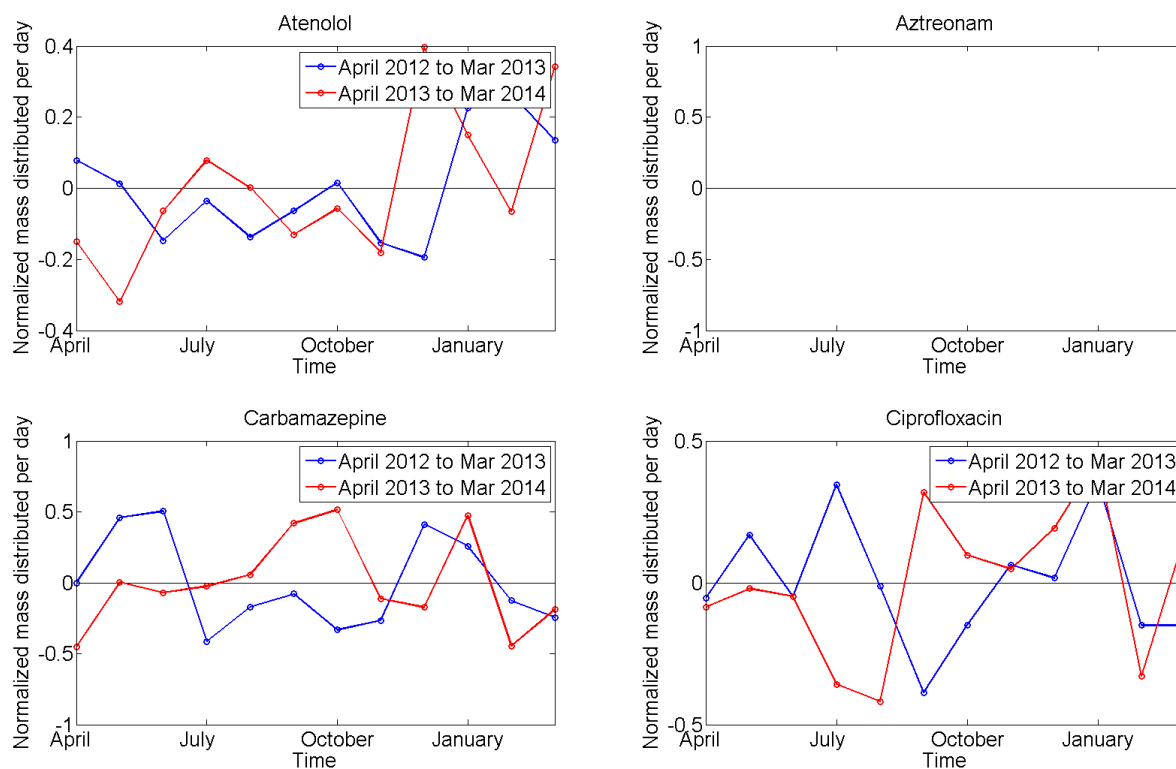 Atenolol
Normalized mass distributed per day
0.4
0.2
0
-0.2
-0.4
April 2012 to Mar 2013
April 2013 to Mar 2014
April
July
October
January
Time
Aztreonam
Normalized mass distributed per day
1
0.5
0
-0.5
-1
April
July
October
January
Time
Carbamazepine
Normalized mass distributed per day
1
0.5
0
-0.5
-1
April 2012 to Mar 2013
April 2013 to Mar 2014
April
July
October
January
Time
Ciprofloxacin
Normalized mass distributed per day
0.5
0
-0.5
April 2012 to Mar 2013
April 2013 to Mar 2014
April
July
October
January
Time